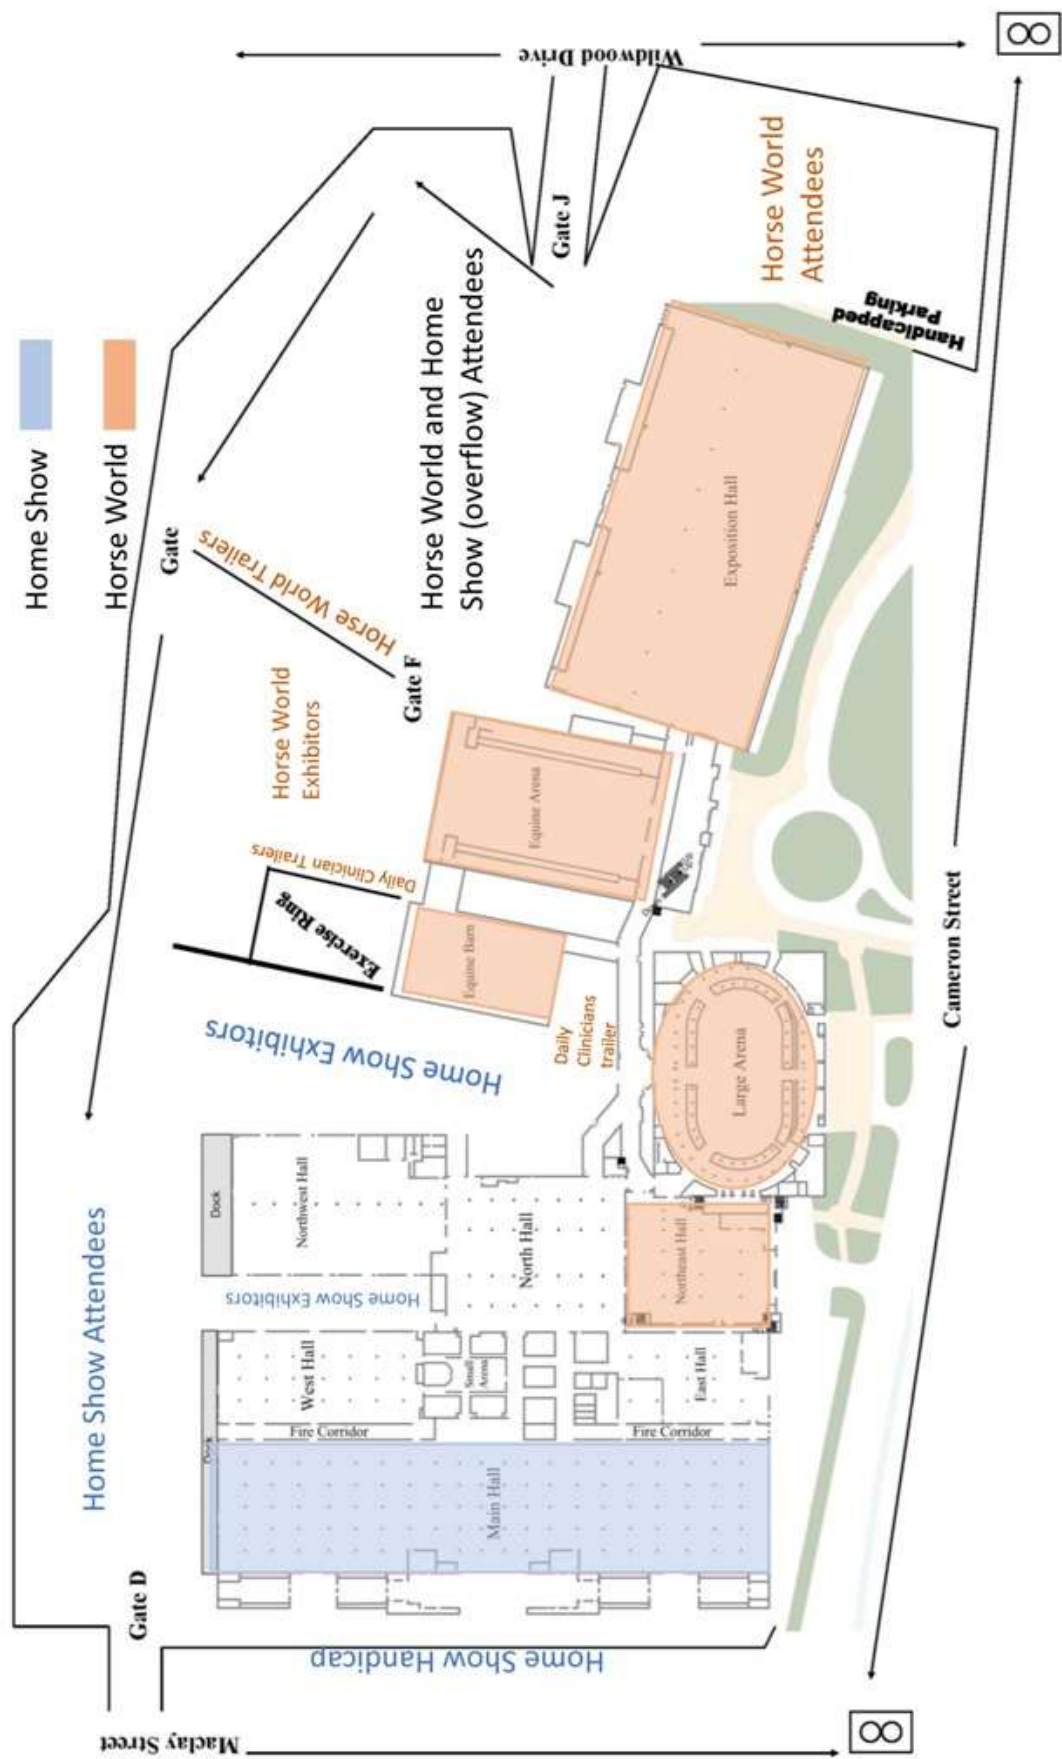 Home Show
Horse World
8
Wildwood Drive
Horse World
Attendees
Gate J
Handicapped
Parking
Horse World and Home
Show (overflow) Attendees
Gate
Horse World Trailers
Gate F
Horse World
Exhibitors
Exposition Hall
Equine Arena
Daily Clinician Trailers
Exercise Ring
Equine Barn
Cameron Street
Home Show Exhibitors
Daily
Clinicians
trailer
Large Arena
Home Show Attendees
Dock
Northwest Hall
North Hall
Northeast Hall
Home Show Exhibitors
West Hall
Small
Arena
East Hall
Fire Corridor
Fire Corridor
Dock
Main Hall
Gate D
Home Show Handicap
Maclay Street
8